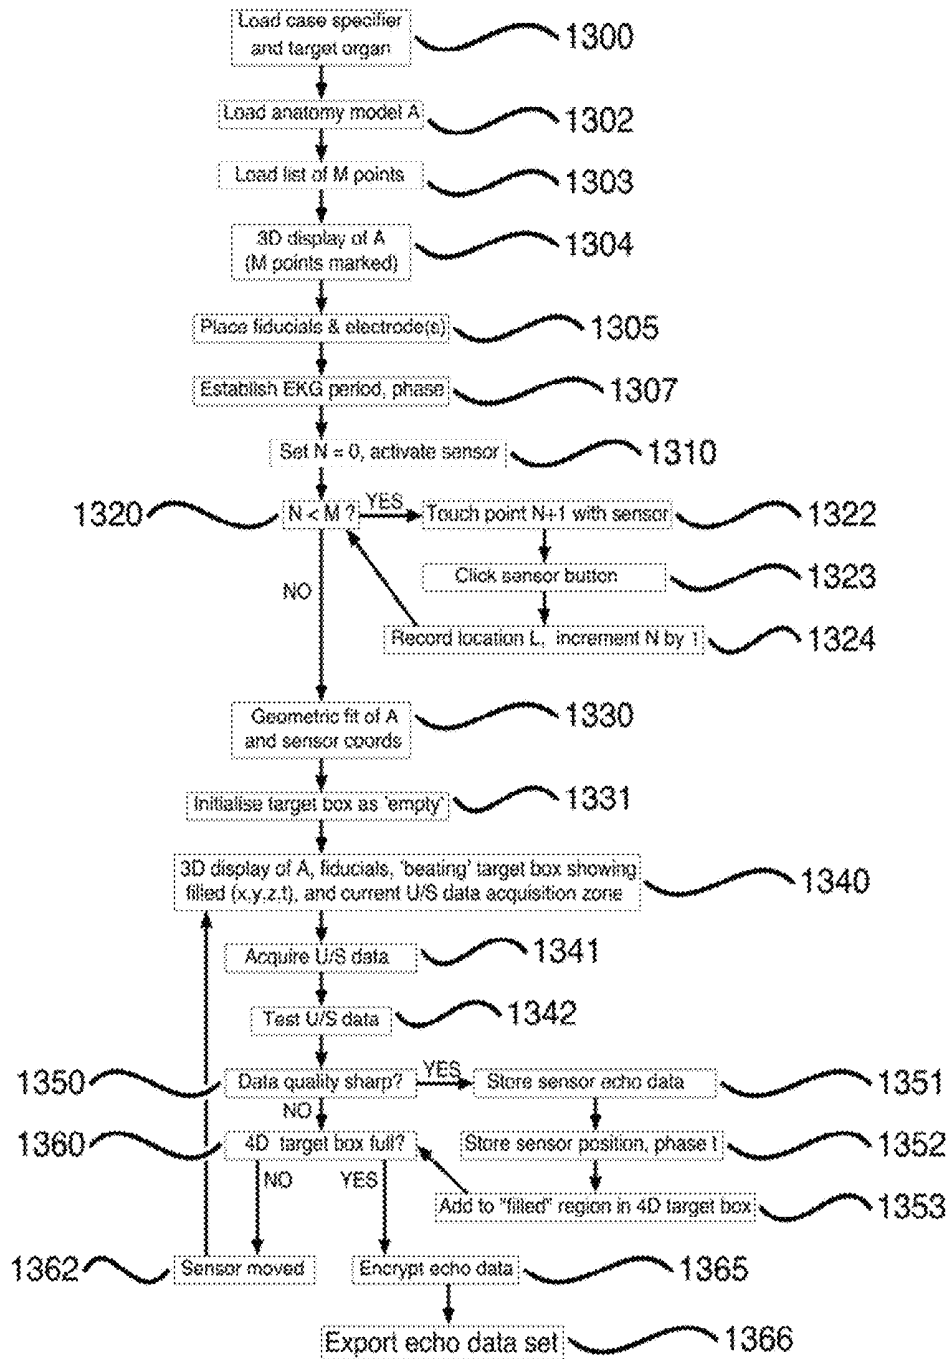 Load case specifier
and target organ
1300
Load anatomy model A
1302
Load list of M points
1303
3D display of A
(M points marked)
1304
Place fiducials & electrode(s)
1305
Establish EKG period, phase
1307
Set N = 0, activate sensor
1310
1320
N < M ?
YES
Touch point N+1 with sensor
1322
Click sensor button
1323
NO
Record location L, increment N by 1
1324
Geometric fit of A
and sensor coords
1330
Initialise target box as 'empty'
1331
3D display of A, fiducials, 'beating' target box showing
filled (x,y,z,t), and current U/S data acquisition zone
1340
Acquire U/S data
1341
Test U/S data
1342
1350
Data quality sharp?
YES
Store sensor echo data
1351
NO
1360
4D target box full?
Store sensor position, phase t
1352
NO
YES
Add to "filled" region in 4D target box
1353
1362
Sensor moved
Encrypt echo data
1365
Export echo data set
1366